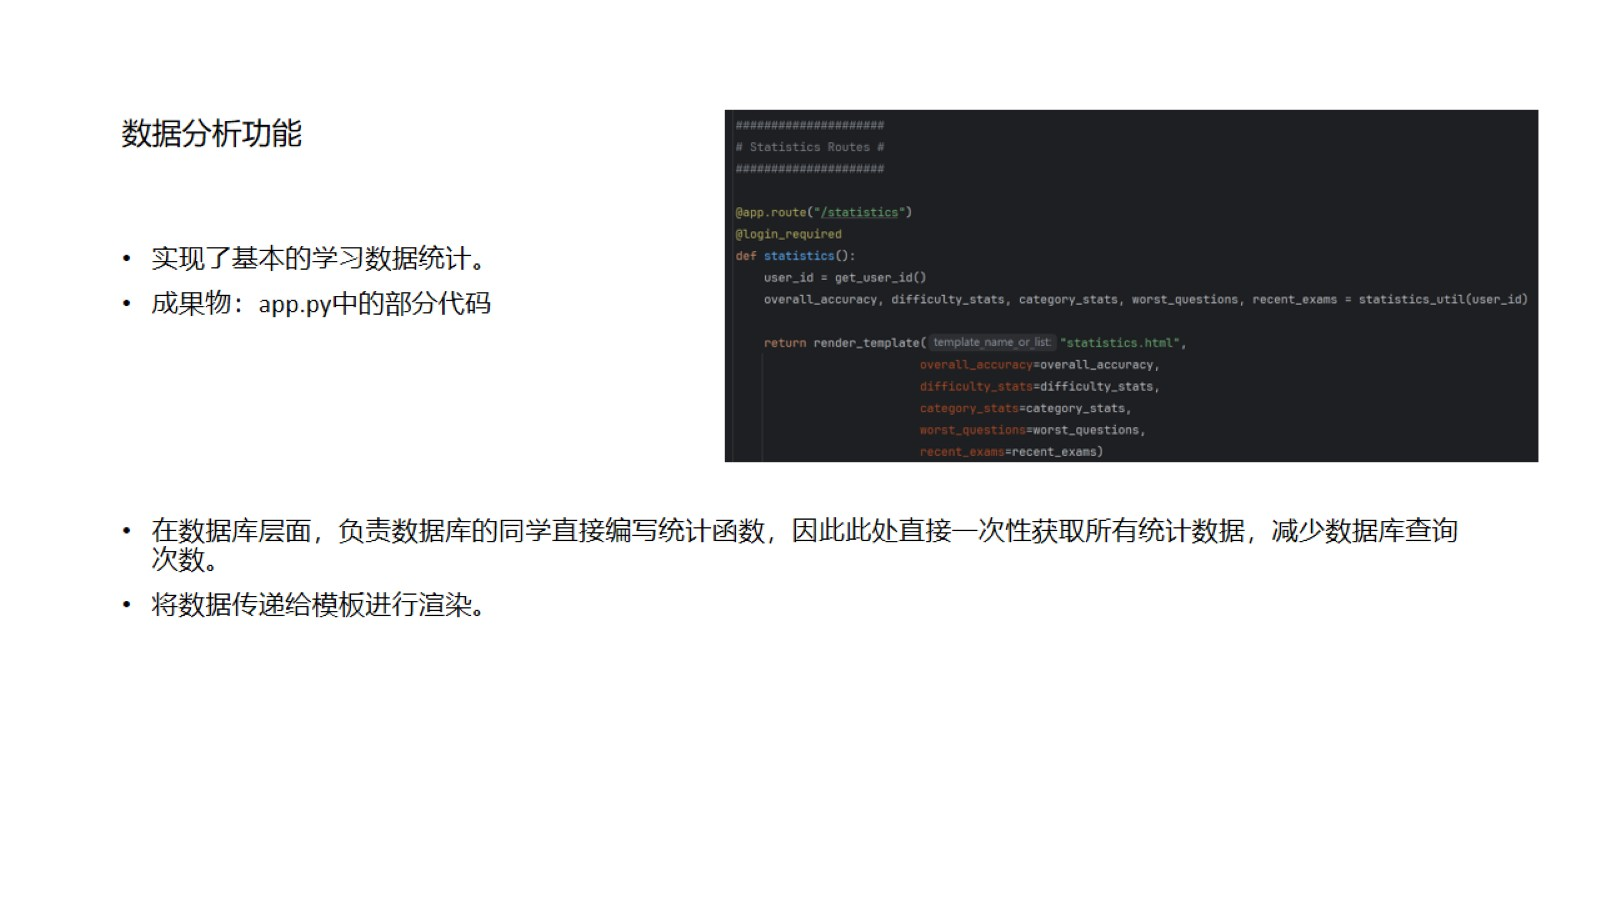 数据分析功能
• 实现了基本的学习数据统计。
• 成果物：app.py中的部分代码
#####################
# Statistics Routes #
#####################
@app.route("/statistics")
@login_required
def statistics():
user_id = get_user_id()
overall_accuracy, difficulty_stats, category_stats, worst_questions, recent_exams = statistics_util(user_id)
return render_template( template_name_or_list: "statistics.html",
overall_accuracy=overall_accuracy,
difficulty_stats=difficulty_stats,
category_stats=category_stats,
worst_questions=worst_questions,
recent_exams=recent_exams)
• 在数据库层面，负责数据库的同学直接编写统计函数，因此此处直接一次性获取所有统计数据，减少数据库查询
次数。
• 将数据传递给模板进行渲染。